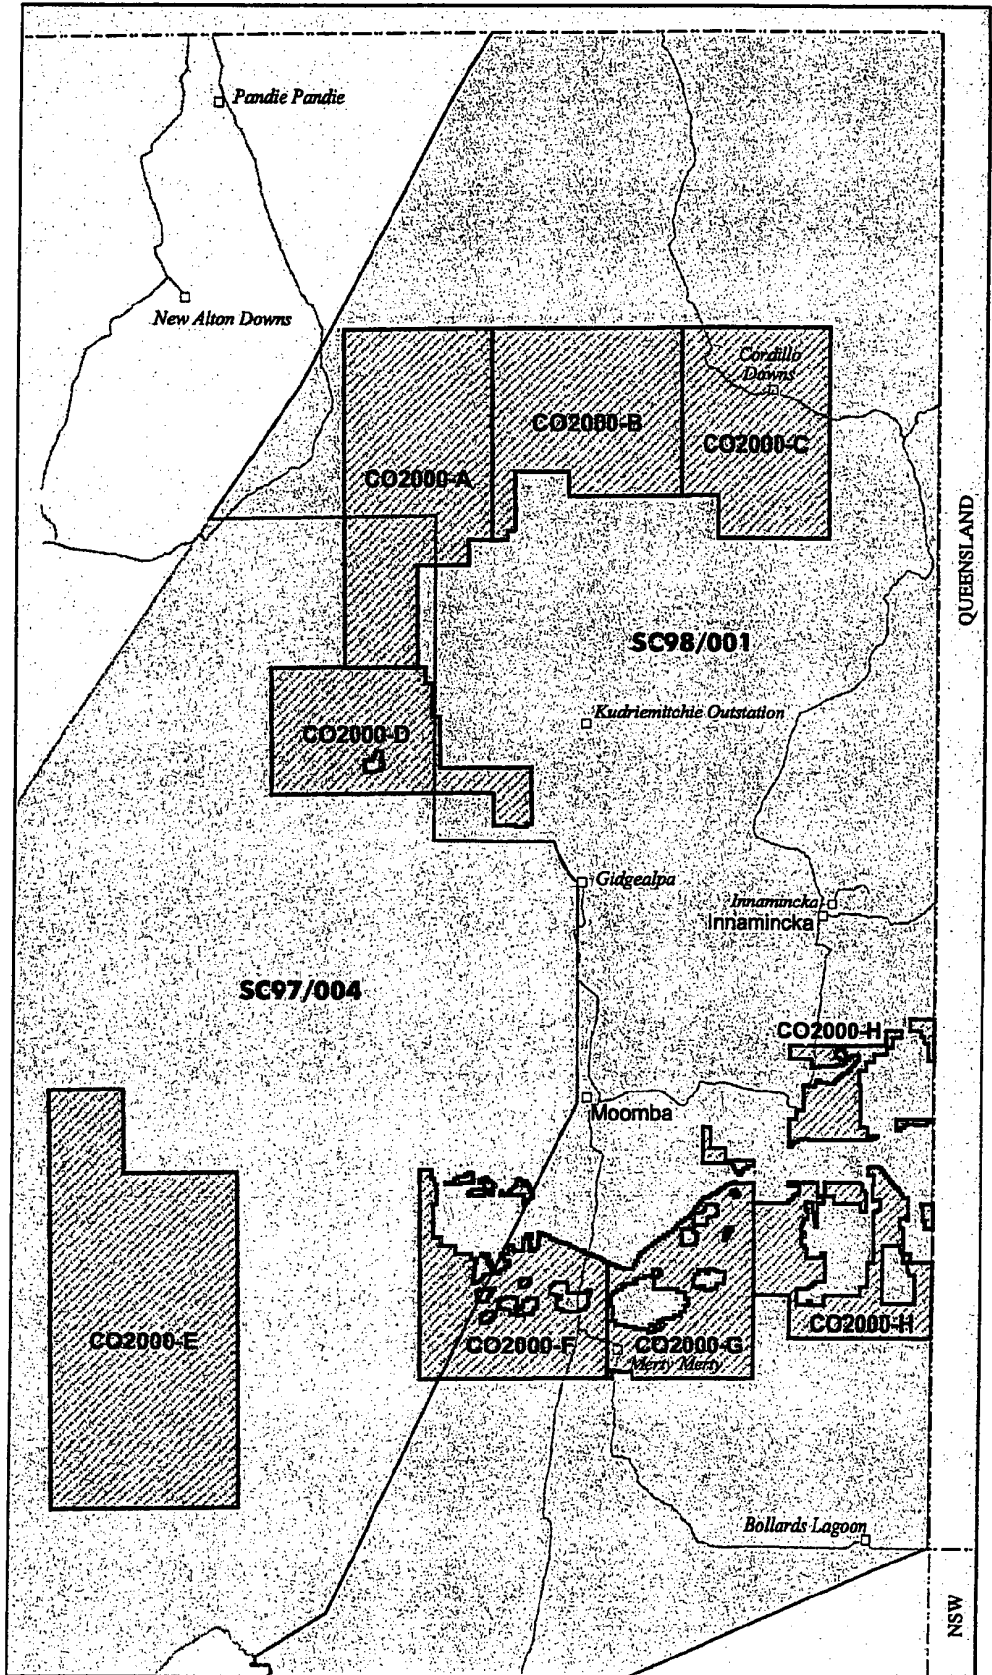 Pandie Pandie
New Alton Downs
Cordillo
Downs
CO2000-B
CO2000-C
CO2000-A
QUEENSLAND
SC98/001
Kudriemitchie Outstation
CO2000-D
Gidgealpa
Innamincka
Innamincka
SC97/004
CO2000-H
Moomba
CO2000-E
CO2000-F
CO2000-G
CO2000-H
Merty Merty
Bollards Lagoon
NSW